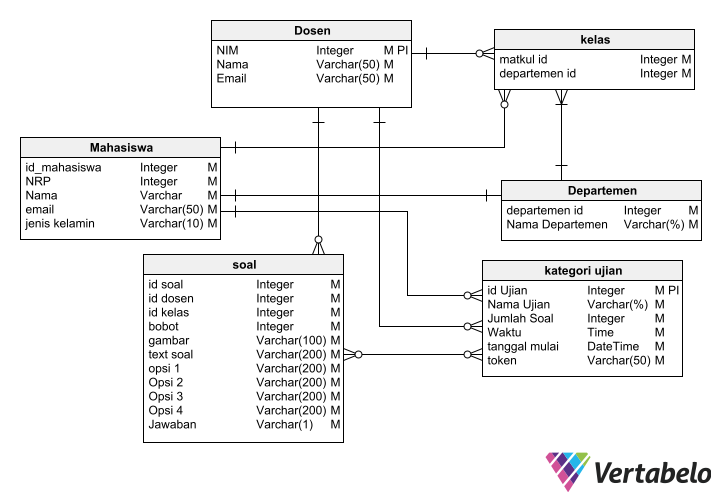 Dosen
NIM Integer M PI
Nama Varchar(50) M
Email Varchar(50) M
kelas
matkul id Integer M
departemen id Integer M
Mahasiswa
id_mahasiswa Integer M
NRP Integer M
Nama Varchar M
email Varchar(50) M
jenis kelamin Varchar(10) M
Departemen
departemen id Integer M
Nama Departemen Varchar(%) M
soal
id soal Integer M
id dosen Integer M
id kelas Integer M
bobot Integer M
gambar Varchar(100) M
text soal Varchar(200) M
opsi 1 Varchar(200) M
Opsi 2 Varchar(200) M
Opsi 3 Varchar(200) M
Opsi 4 Varchar(200) M
Jawaban Varchar(1) M
kategori ujian
id Ujian Integer M PI
Nama Ujian Varchar(%) M
Jumlah Soal Integer M
Waktu Time M
tanggal mulai DateTime M
token Varchar(50) M
Vertabelo